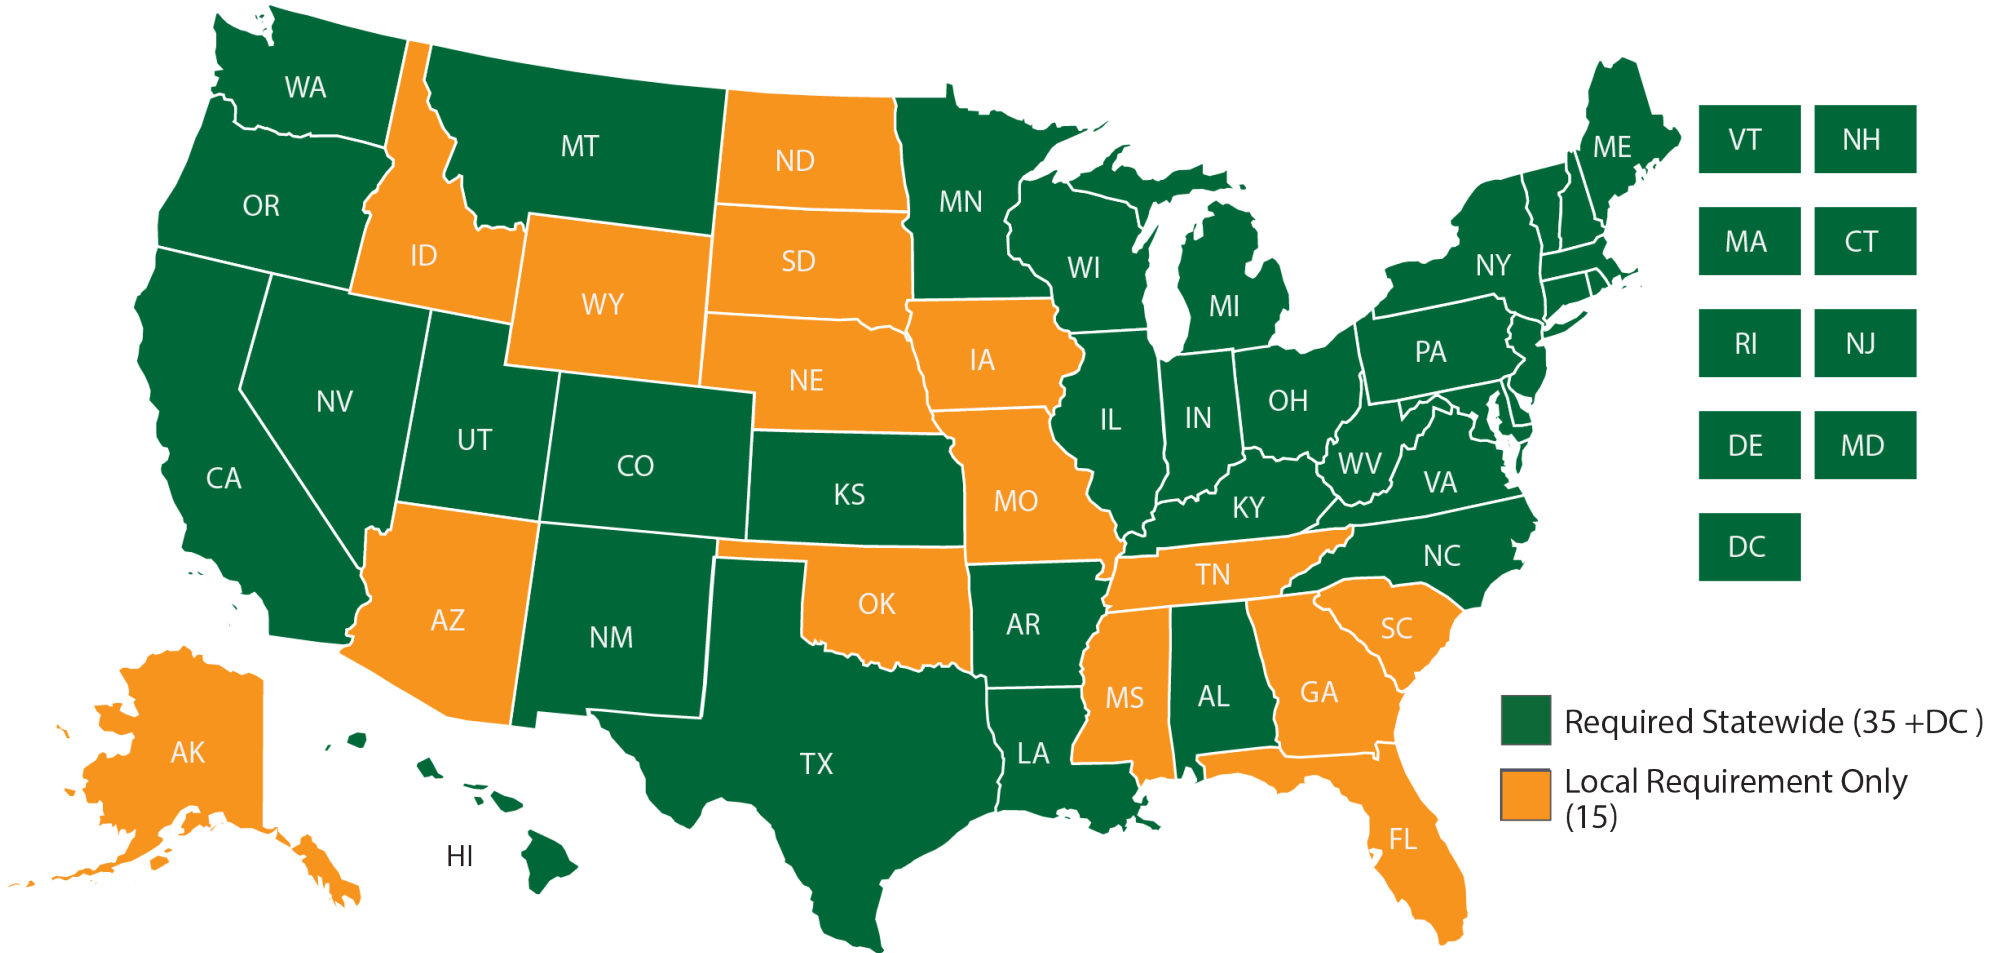 WA
MT
ND
MN
ME
VT
NH
OR
ID
SD
WI
NY
MA
CT
WY
MI
NE
IA
PA
RI
NJ
NV
UT
CO
IL
IN
OH
DE
MD
CA
KS
MO
KY
WV
VA
DC
AZ
NM
OK
AR
TN
NC
SC
AK
TX
LA
MS
AL
GA
FL
HI
Required Statewide (35 +DC )
Local Requirement Only
(15)